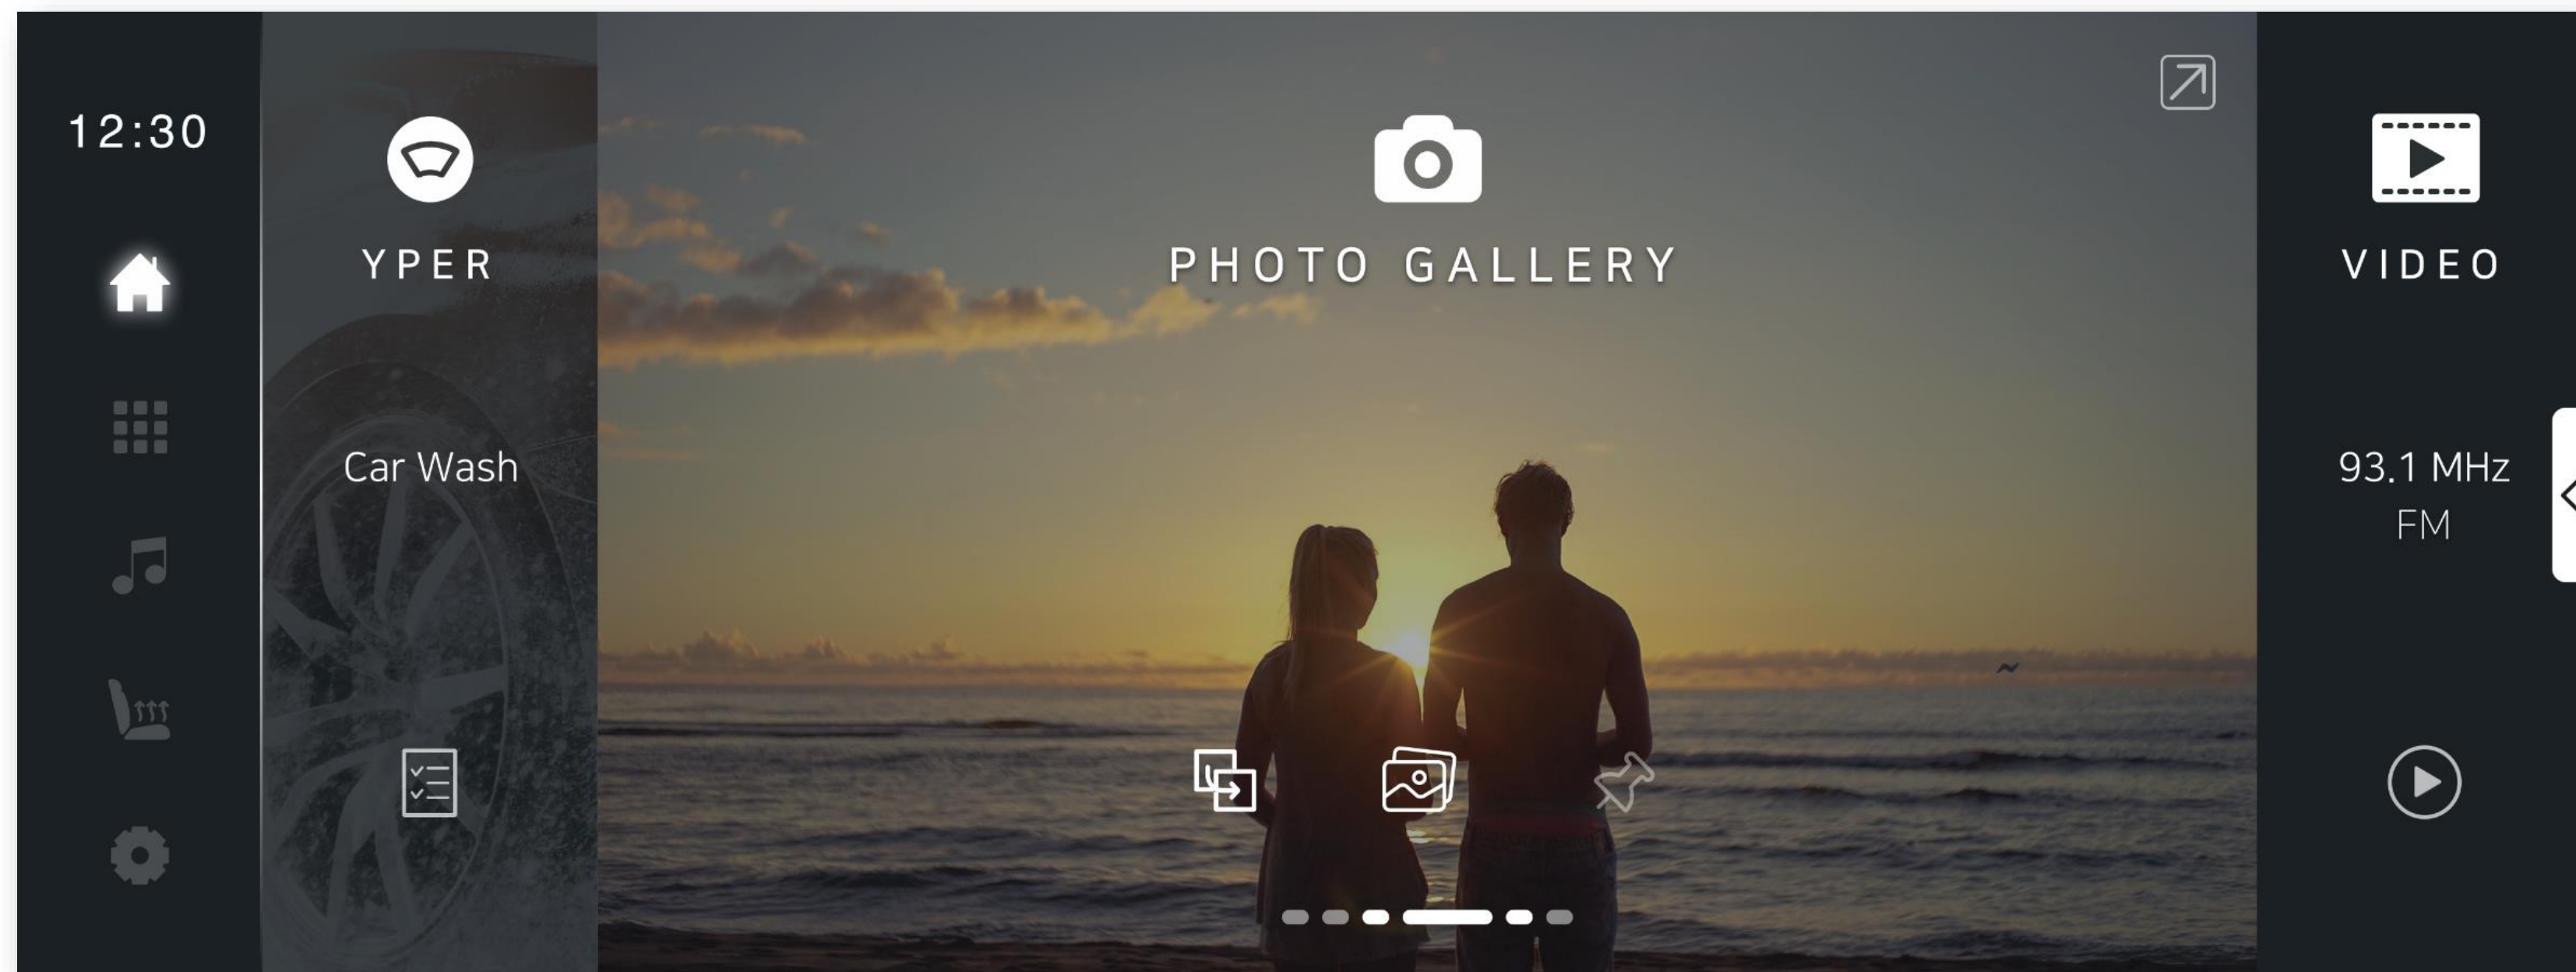 12:30
YPER
Car Wash
PHOTO GALLERY
VIDEO
93.1 MHz
FM